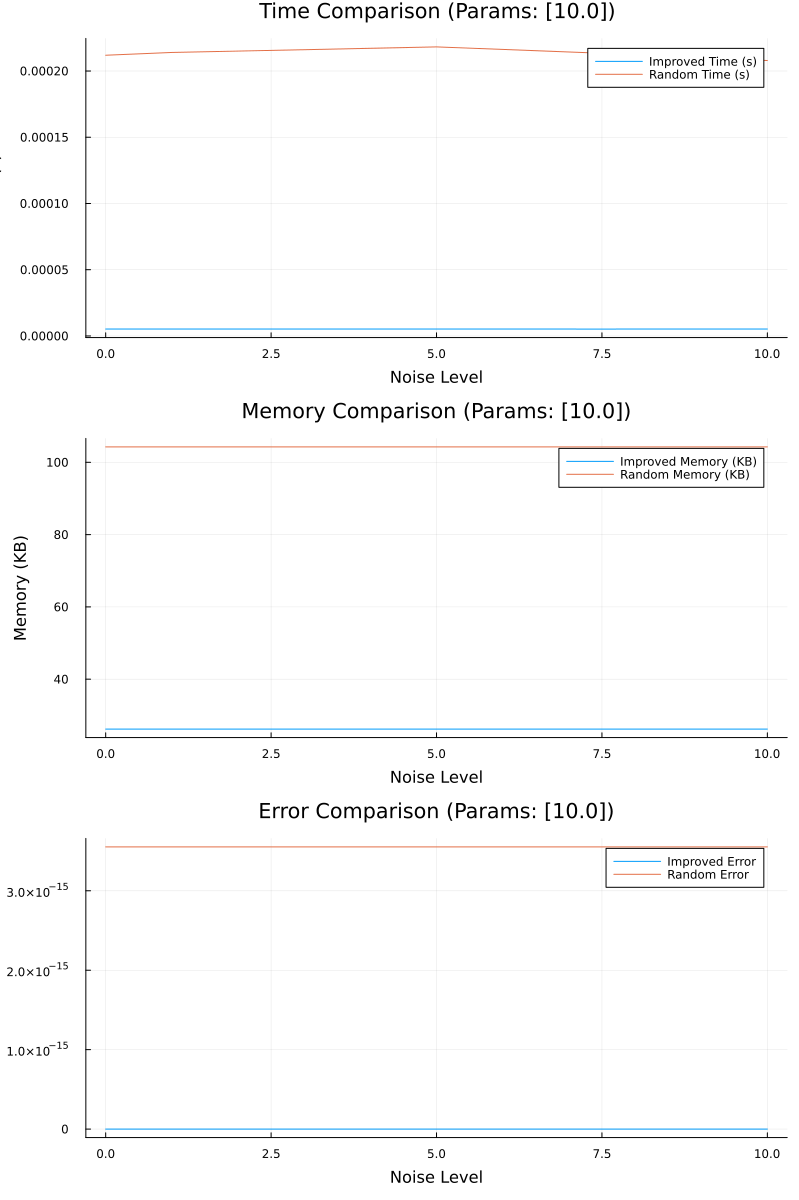 Time Comparison (Params: [10.0])
0.00020
0.00015
0.00010
0.00005
0.00000
Improved Time (s)
Random Time (s)
0.0 2.5 5.0 7.5 10.0
Noise Level
Memory Comparison (Params: [10.0])
Memory (KB)
100
80
60
40
Improved Memory (KB)
Random Memory (KB)
0.0 2.5 5.0 7.5 10.0
Noise Level
Error Comparison (Params: [10.0])
3.0×10⁻¹⁵
2.0×10⁻¹⁵
1.0×10⁻¹⁵
0
Improved Error
Random Error
0.0 2.5 5.0 7.5 10.0
Noise Level